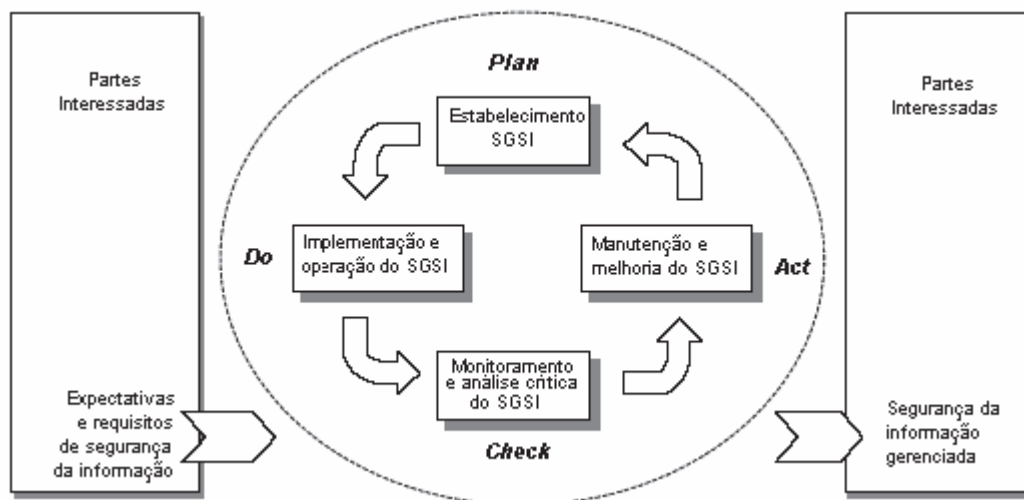 Partes
Interessadas
Expectativas
e requisitos
de segurança
da informação
Plan
Estabelecimento
SGSI
Do
Implementação e
operação do SGSI
Manutenção e
melhoria do SGSI
Act
Monitoramento
e análise crítica
do SGSI
Check
Partes
Interessadas
Segurança da
informação
gerenciada